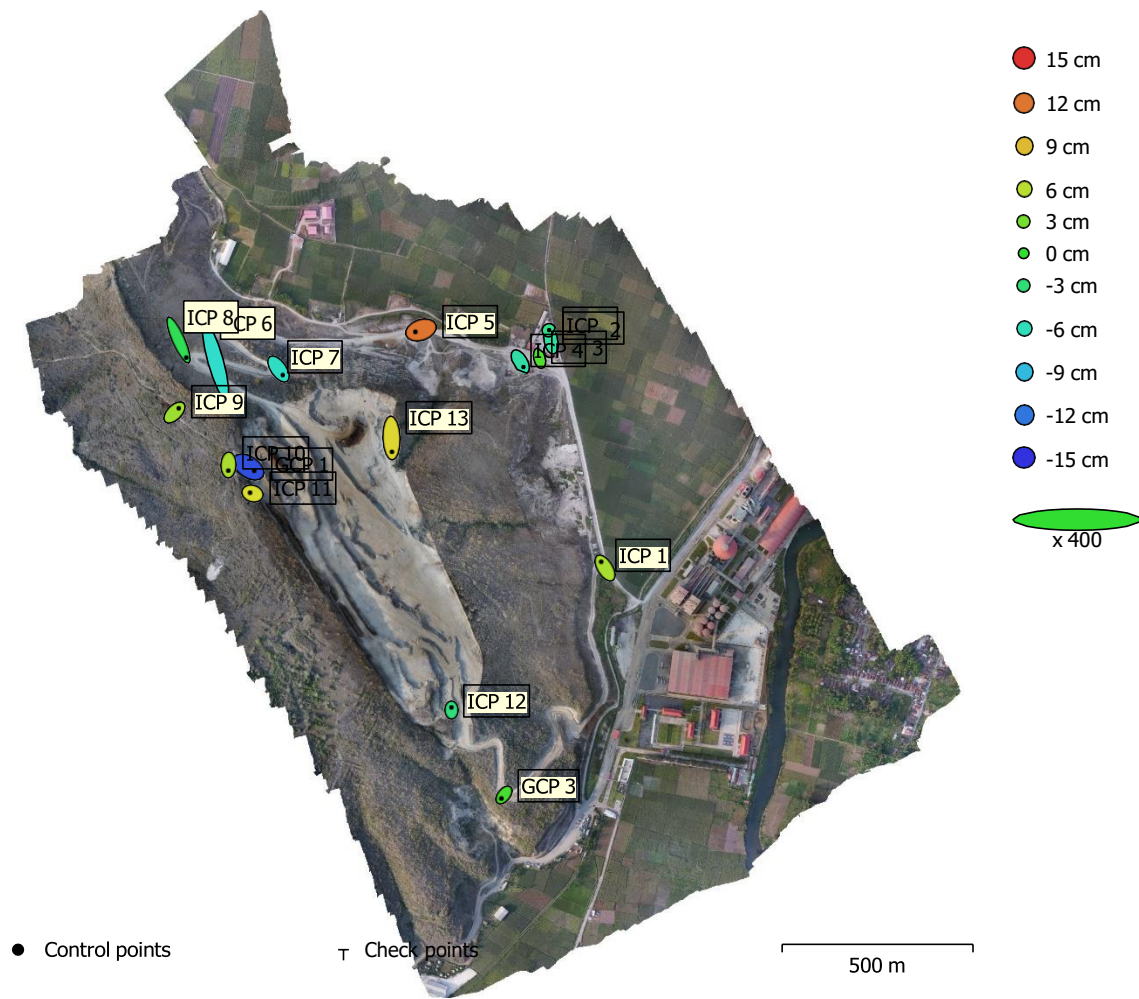 15 cm
12 cm
9 cm
6 cm
3 cm
0 cm
-3 cm
-6 cm
-9 cm
-12 cm
-15 cm
x 400
ICP 8
ICP 6
ICP 5
ICP 2
ICP 4
3
ICP 7
ICP 9
ICP 13
ICP 10
GCP 1
ICP 11
ICP 1
ICP 12
GCP 3
Control points
Check points
500 m